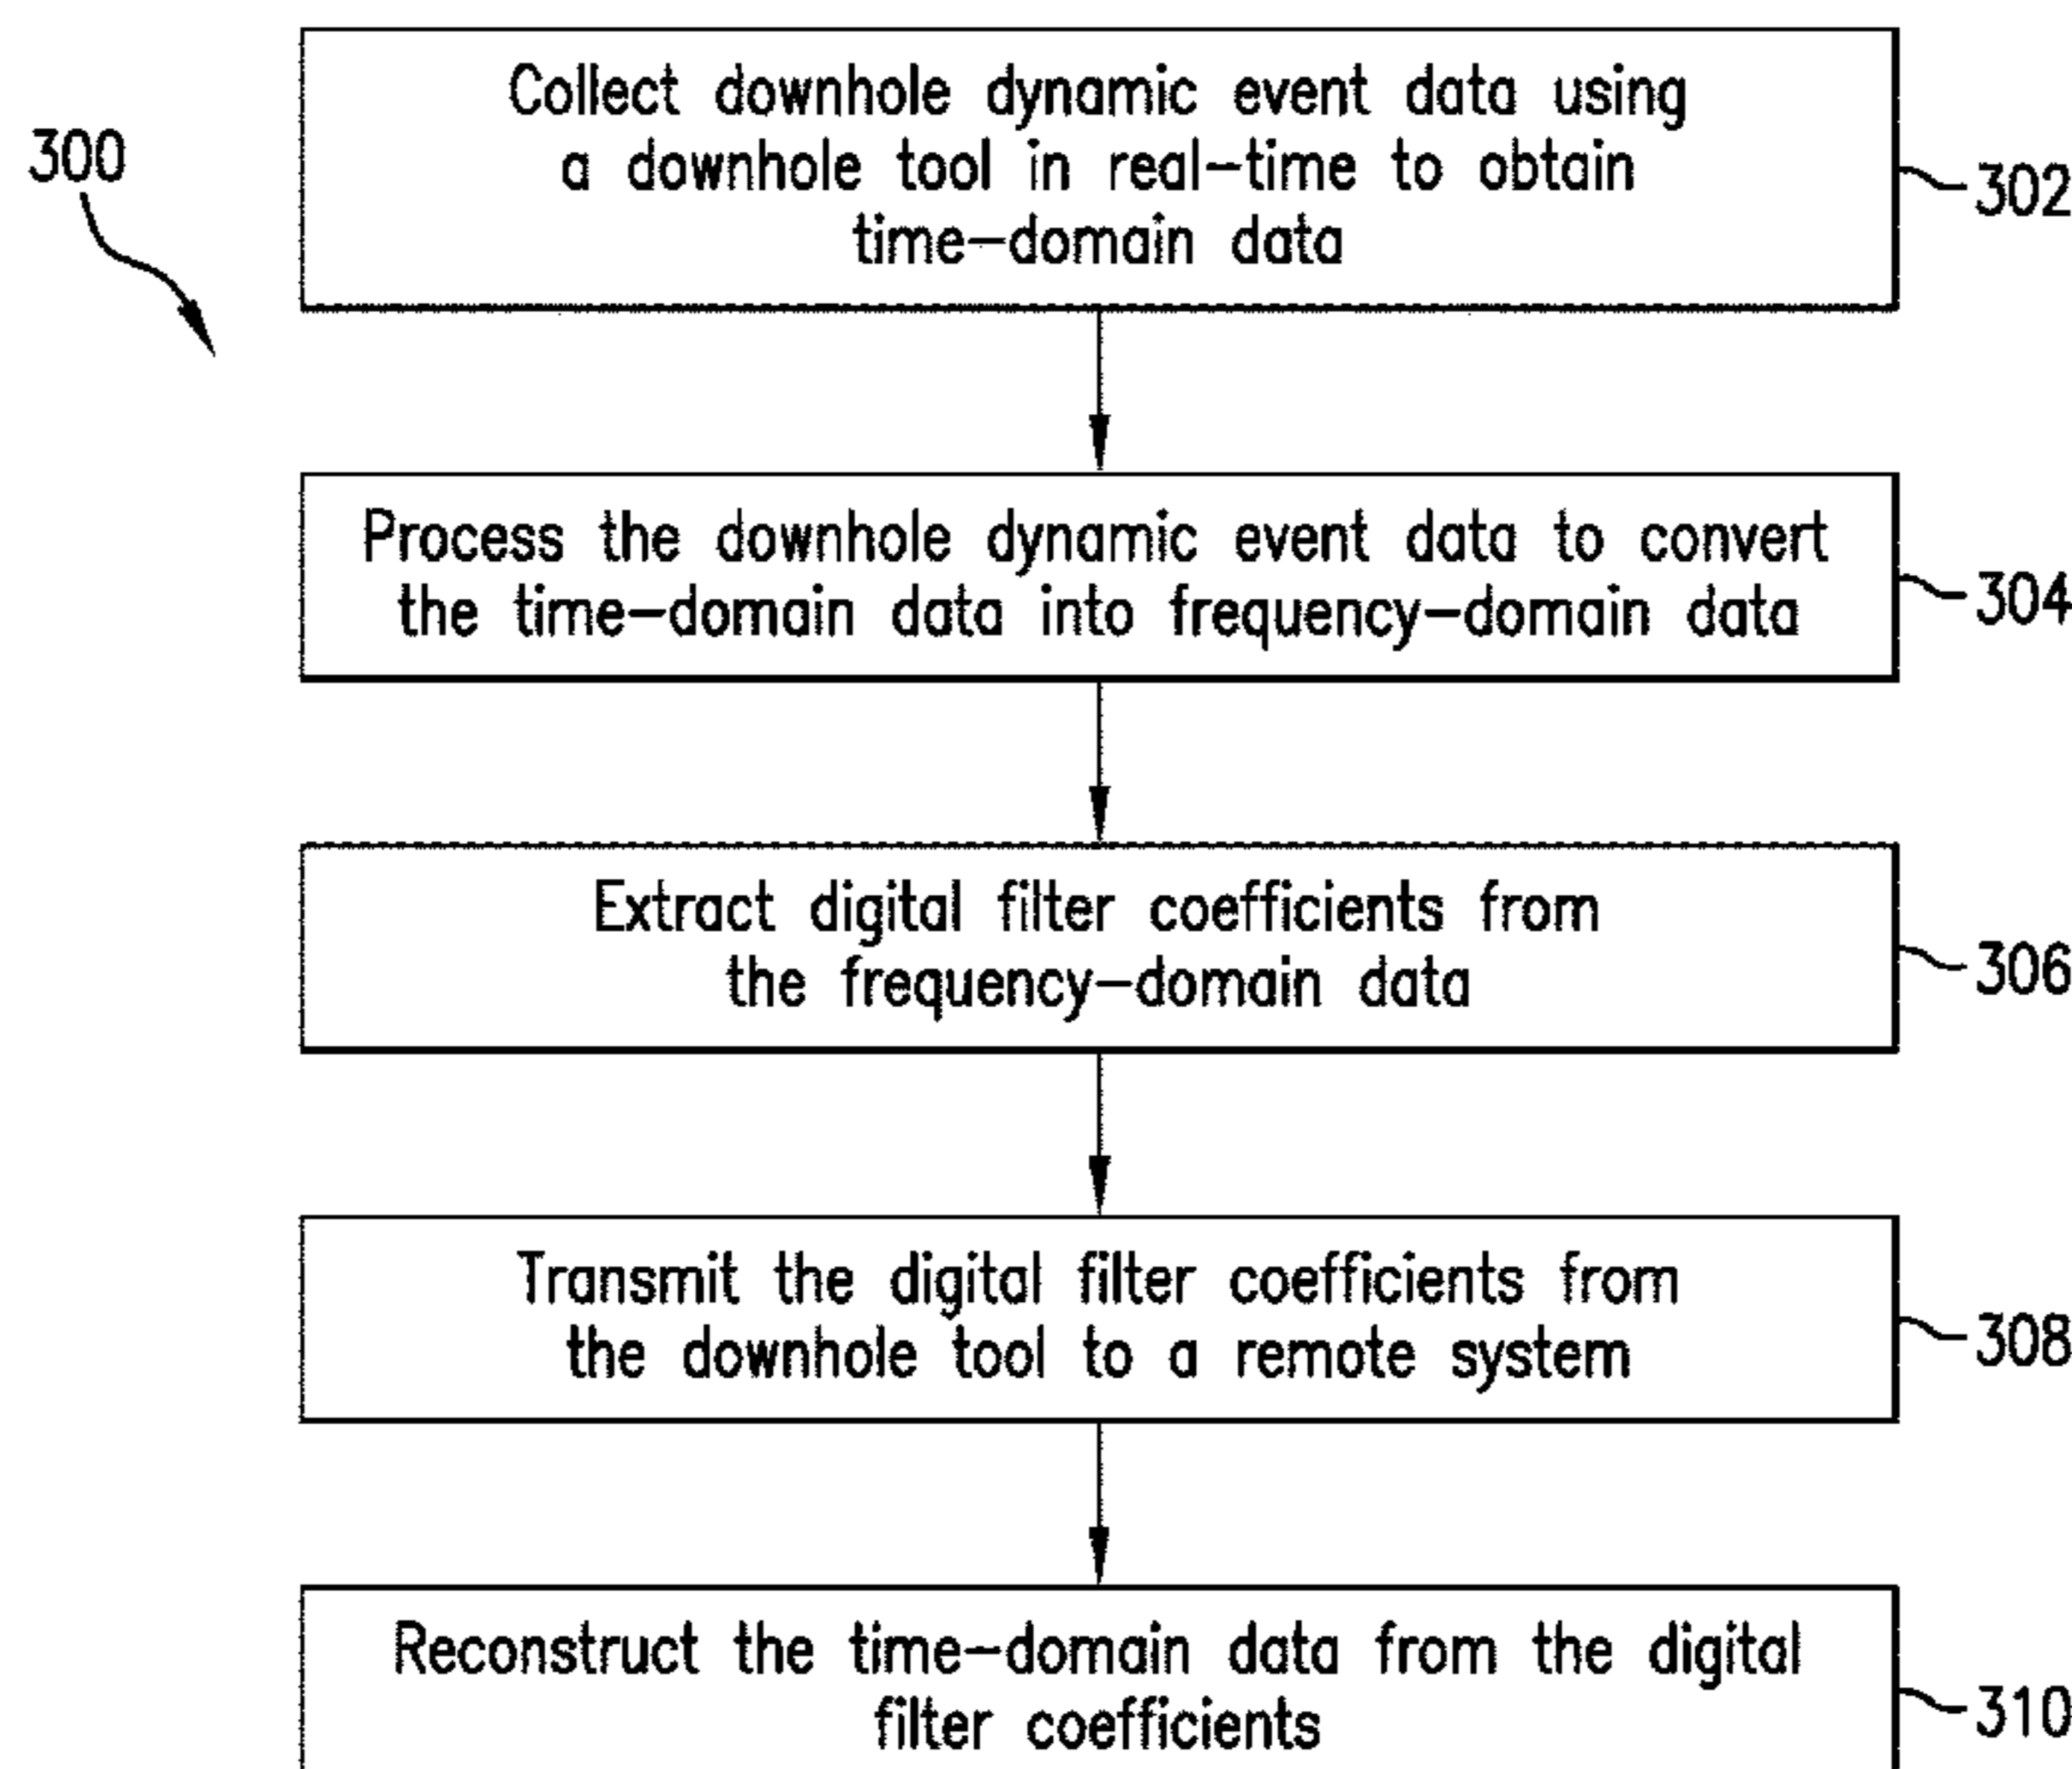 300
Collect downhole dynamic event data using
a downhole tool in real-time to obtain
time-domain data
302
Process the downhole dynamic event data to convert
the time-domain data into frequency-domain data
304
Extract digital filter coefficients from
the frequency-domain data
306
Transmit the digital filter coefficients from
the downhole tool to a remote system
308
Reconstruct the time-domain data from the digital
filter coefficients
310